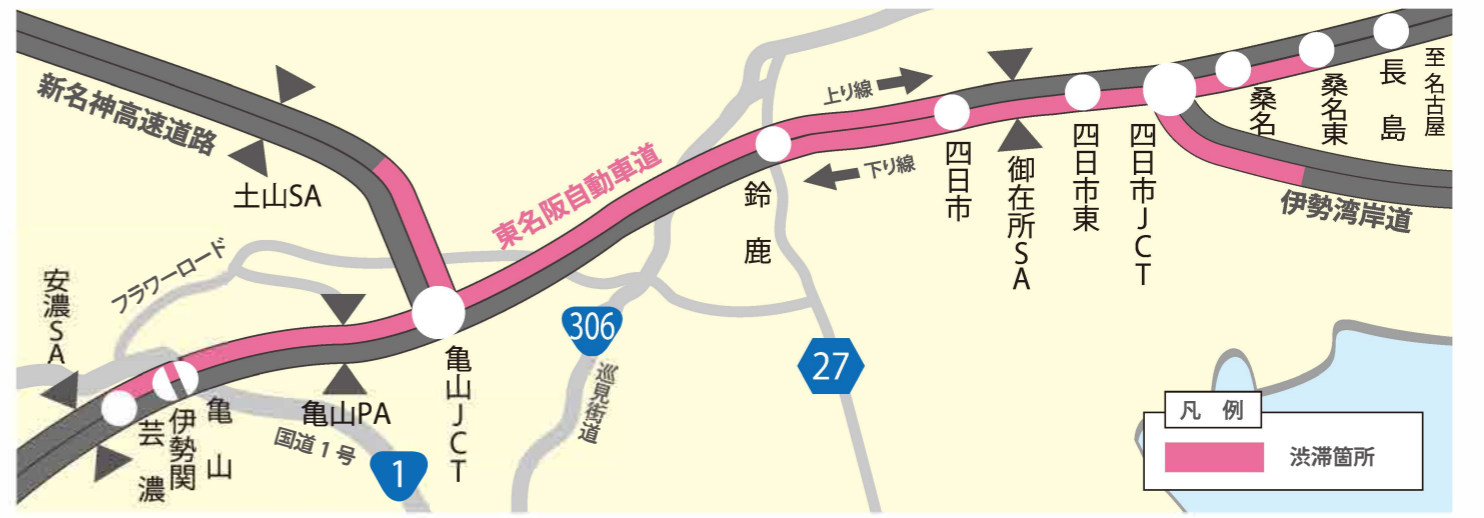 新名神高速道路
土山SA
フラワーロード
安濃SA
芸濃
伊勢関
亀山
亀山PA
国道1号
1
亀山JCT
東名阪自動車道
306
巡見街道
27
鈴鹿
上り線
下り線
四日市
御在所SA
四日市東
四日市JCT
桑名
桑名東
長島
至名古屋
伊勢湾岸道
凡例
渋滞箇所